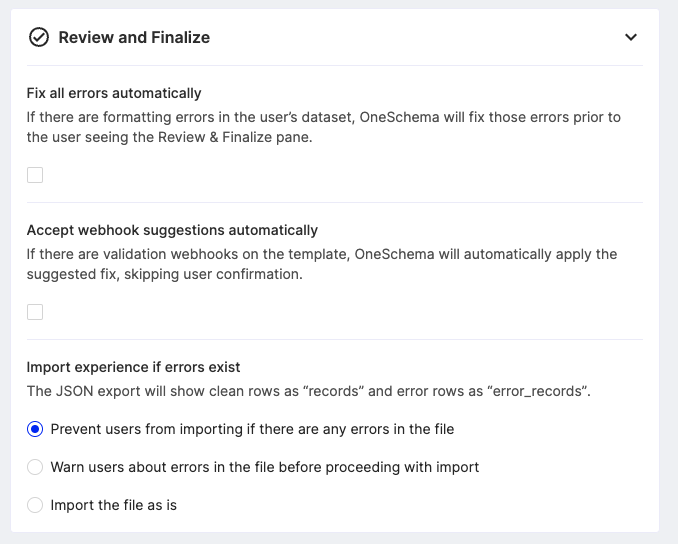 Review and Finalize
Fix all errors automatically
If there are formatting errors in the user’s dataset, OneSchema will fix those errors prior to
the user seeing the Review & Finalize pane.
Accept webhook suggestions automatically
If there are validation webhooks on the template, OneSchema will automatically apply the
suggested fix, skipping user confirmation.
Import experience if errors exist
The JSON export will show clean rows as “records” and error rows as “error_records”.
Prevent users from importing if there are any errors in the file
Warn users about errors in the file before proceeding with import
Import the file as is